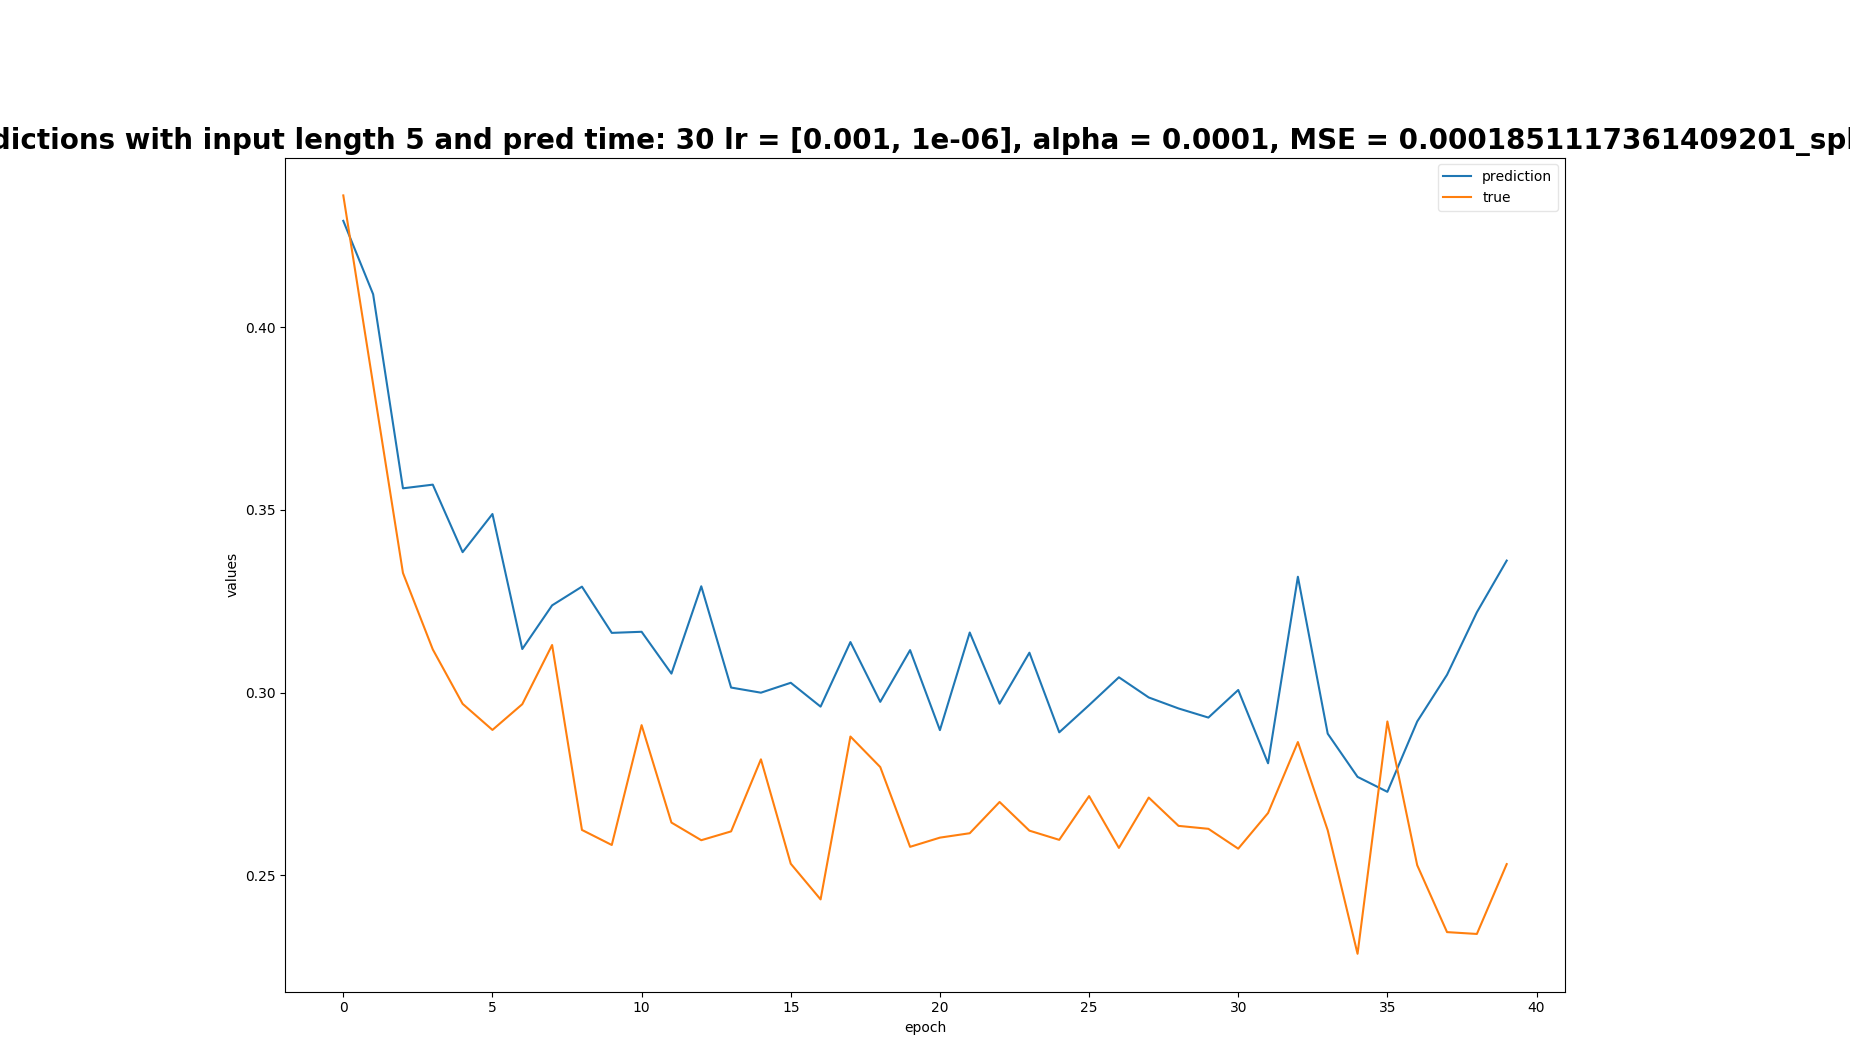 dictions with input length 5 and pred time: 30 lr = [0.001, 1e-06], alpha = 0.0001, MSE = 0.0001851117361409201_spl
prediction
true
0.40
0.35
0.30
0.25
values
0 5 10 15 20 25 30 35 40
epoch